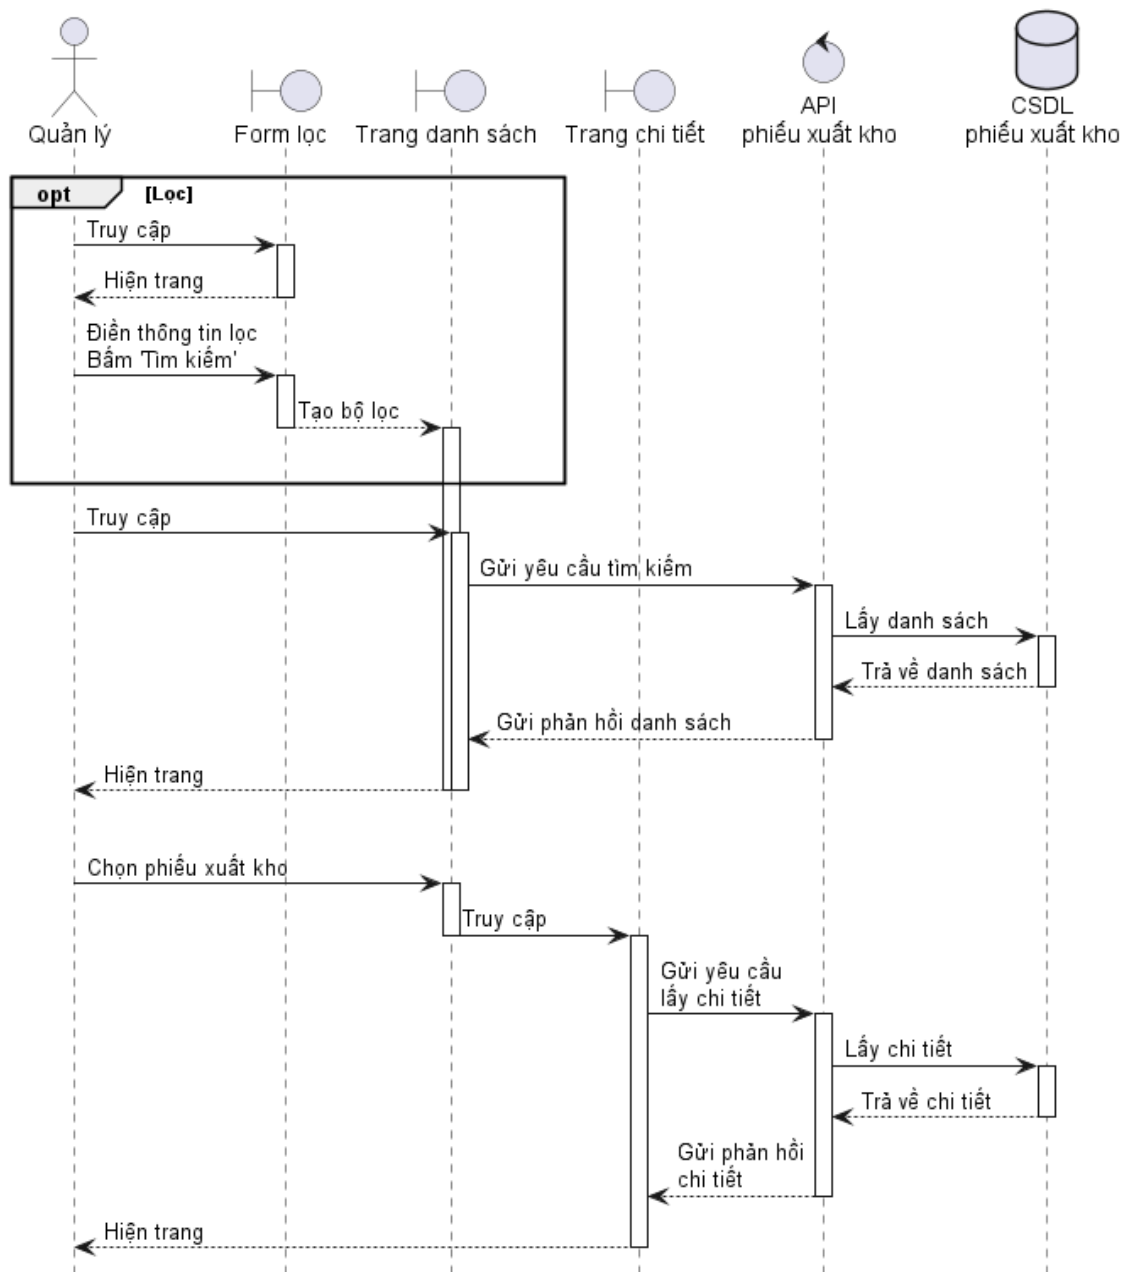 Quản lý
Form lọc
Trang danh sách
Trang chi tiết
API
phiếu xuất kho
CSDL
phiếu xuất kho
opt
[Lọc]
Truy cập
Hiện trang
Điền thông tin lọc
Bấm 'Tìm kiếm'
Tạo bộ lọc
Truy cập
Gửi yêu cầu tìm kiếm
Lấy danh sách
Trả về danh sách
Gửi phản hồi danh sách
Hiện trang
Chọn phiếu xuất kho
Truy cập
Gửi yêu cầu
lấy chi tiết
Lấy chi tiết
Trả về chi tiết
Gửi phản hồi
chi tiết
Hiện trang